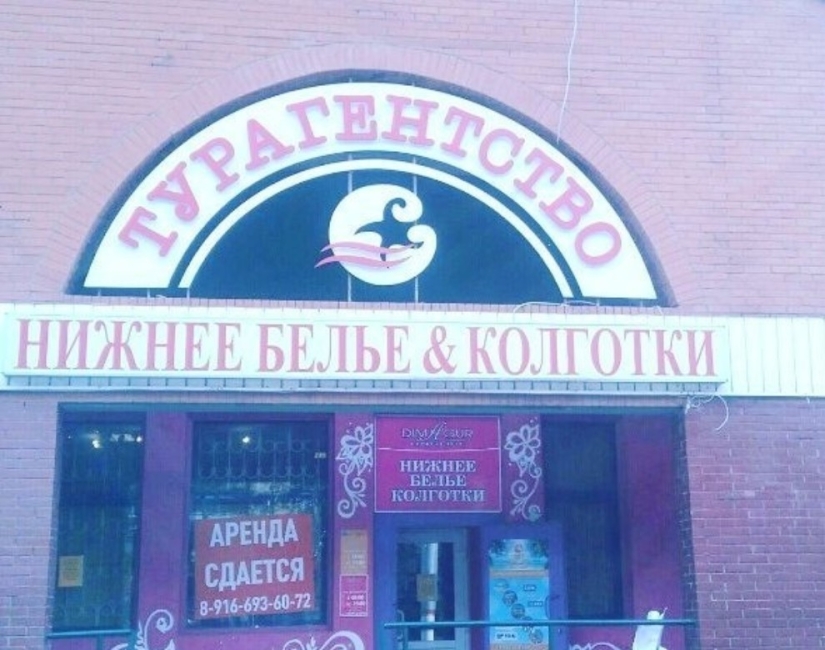 ТУРАГЕНТСТВО
НИЖНЕЕ БЕЛЬЕ & КОЛГОТКИ
НИЖНЕЕ
БЕЛЬЕ
КОЛГОТКИ
АРЕНДА
СДАЕТСЯ
8-916-693-60-72